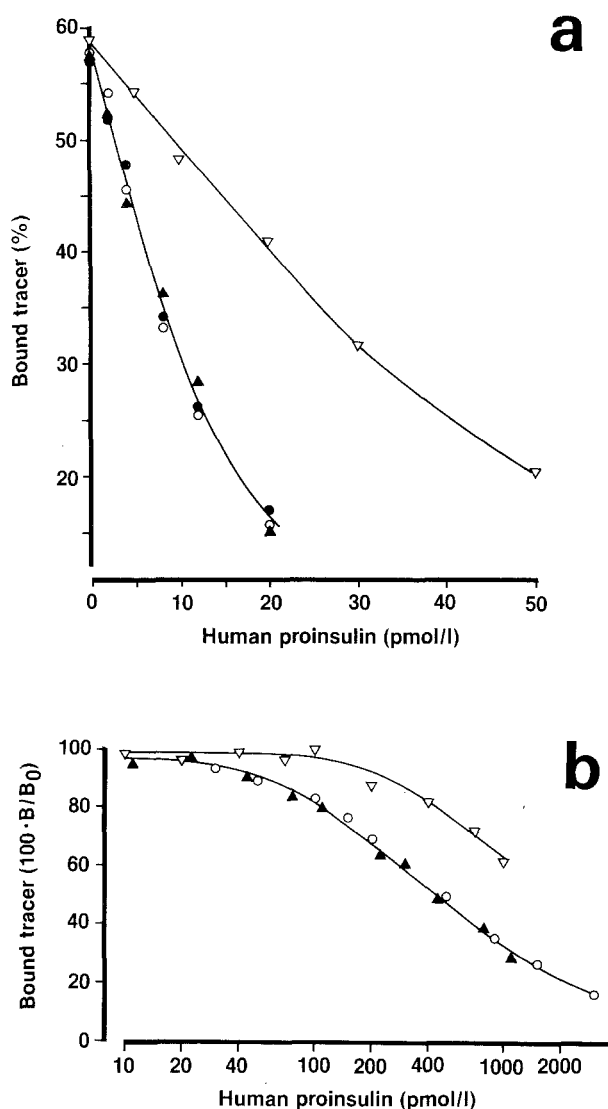 a
60
50
40
30
20
Bound tracer (%)
0 10 20 30 40 50
Human proinsulin (pmol/l)
b
100
80
60
40
20
0
Bound tracer (100·B/B0)
10 20 40 100 200 400 1000 2000
Human proinsulin (pmol/l)